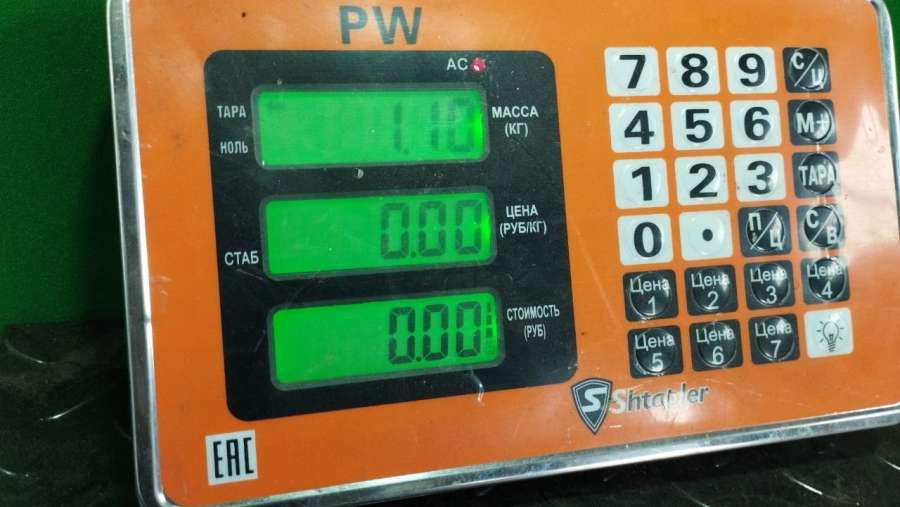 PW
AC
ТАРА
НОЛЬ
1.10
МАССА
(КГ)
СТАБ
0.00
ЦЕНА
(РУБ/КГ)
0.00
СТОИМОСТЬ
(РУБ)
7 8 9 С/Ц
4 5 6 М+
1 2 3 ТАРА
0 . П/Ц С/В
Цена 1 Цена 2 Цена 3 Цена 4
Цена 5 Цена 6 Цена 7
S Shtapler
EAC